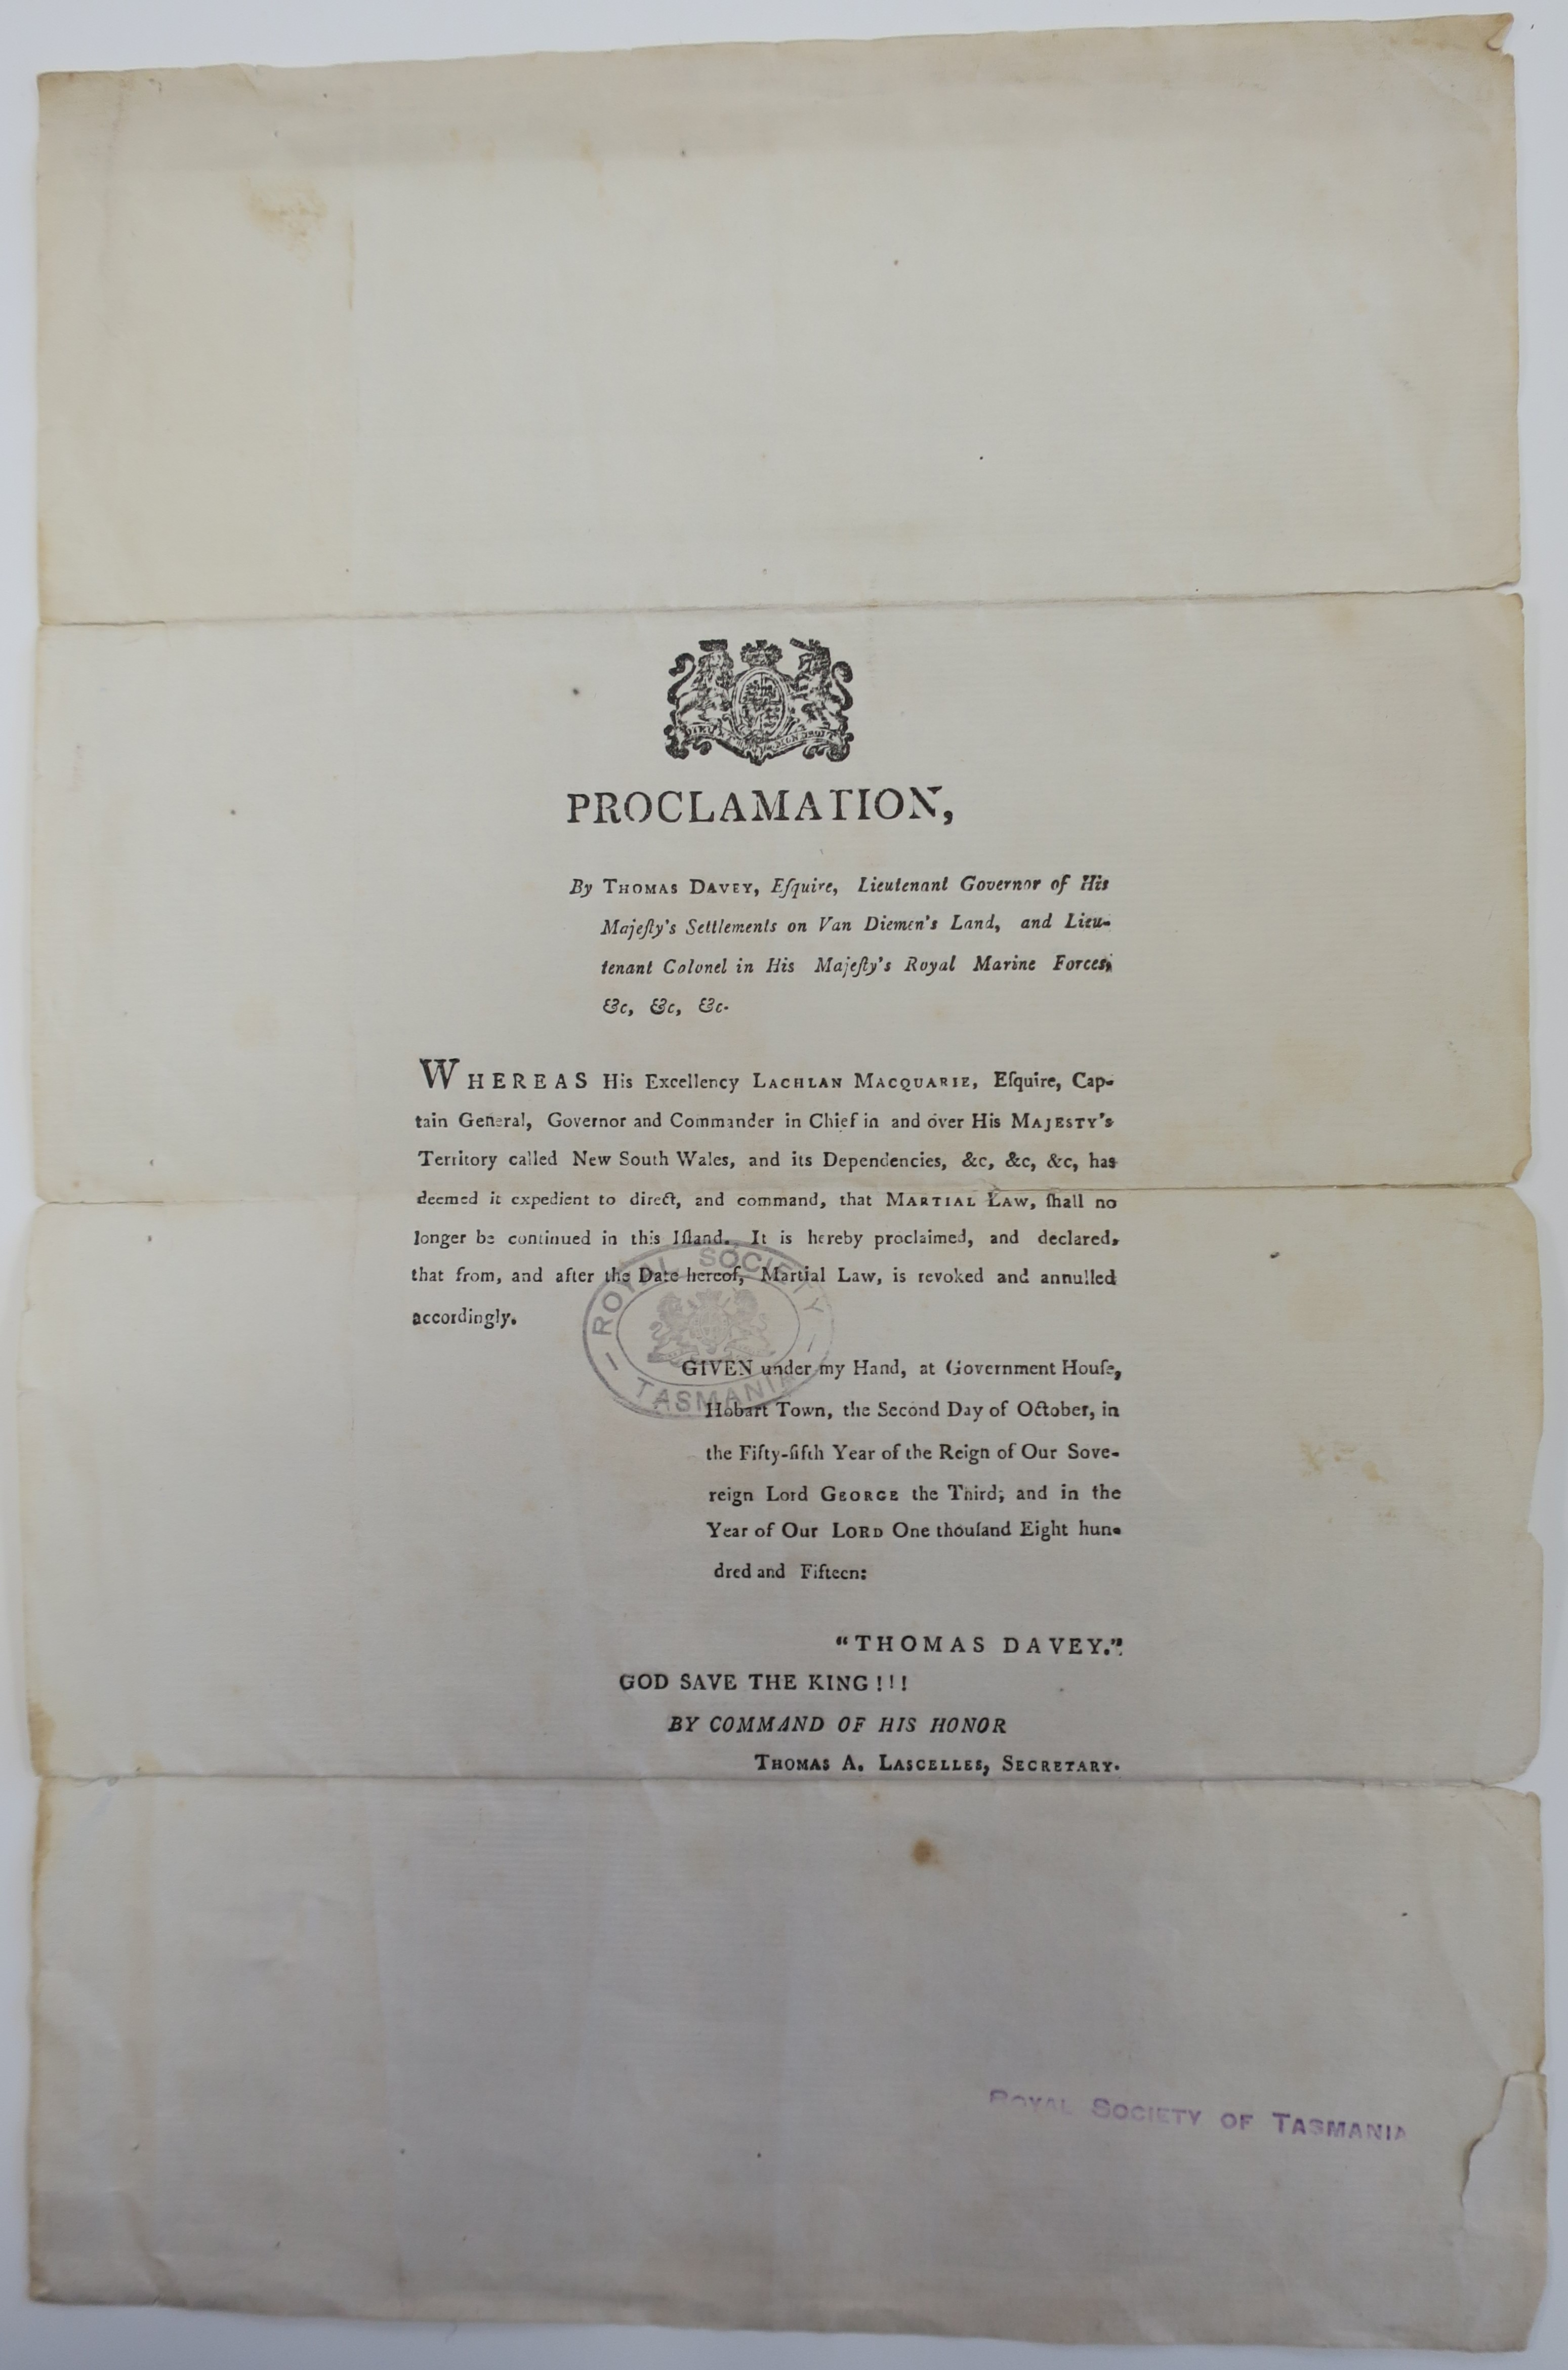 DIEU ET MON DROIT
PROCLAMATION,
By THOMAS DAVEY, Eſquire, Lieutenant Governor of His
Majeſty's Settlements on Van Diemen's Land, and Lieu-
tenant Colonel in His Majeſty's Royal Marine Forces,
&c, &c, &c.
WHEREAS His Excellency LACHLAN MACQUARIE, Eſquire, Cap-
tain General, Governor and Commander in Chief in and over His MAJESTY's
Territory called New South Wales, and its Dependencies, &c, &c, &c, has
deemed it expedient to direct, and command, that MARTIAL LAW, ſhall no
longer be continued in this Iſland. It is hereby proclaimed, and declared,
that from, and after the Date hereof, Martial Law, is revoked and annulled
accordingly.
ROYAL SOCIETY
TASMANIA
GIVEN under my Hand, at Government Houſe,
Hobart Town, the Second Day of October, in
the Fifty-fifth Year of the Reign of Our Sove-
reign Lord GEORGE the Third; and in the
Year of Our LORD One thouſand Eight hun-
dred and Fifteen:
"THOMAS DAVEY."
GOD SAVE THE KING!!!
BY COMMAND OF HIS HONOR
THOMAS A. LASCELLES, SECRETARY.
ROYAL SOCIETY OF TASMANIA